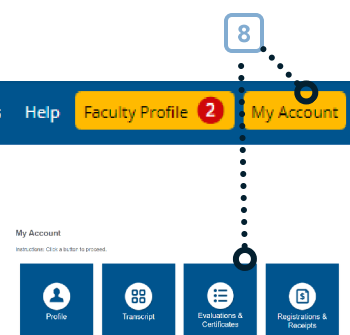 8
Help Faculty Profile 2 My Account
My Account
Instructions: Click a button to proceed.
Profile Transcript Evaluations & Certificates Registrations & Receipts